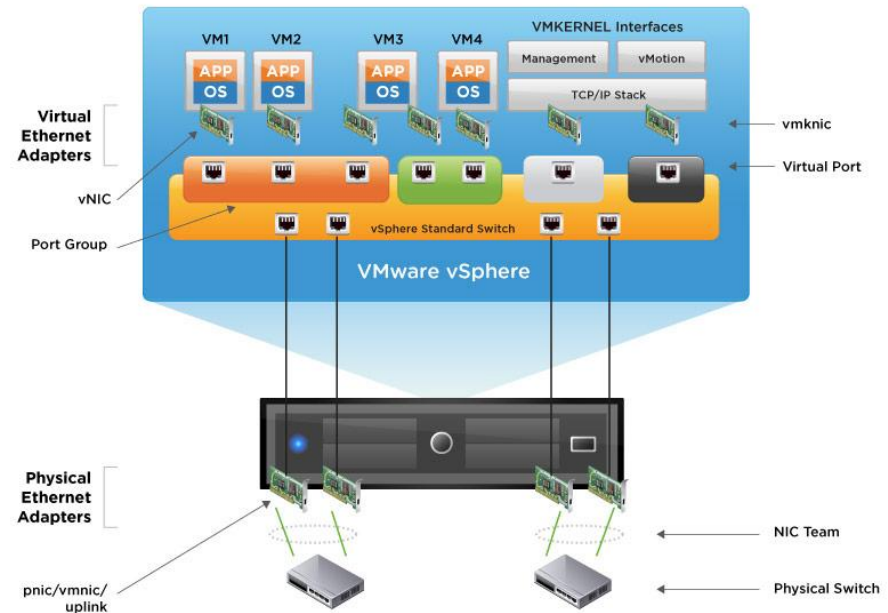 VMKERNEL Interfaces
VM1
VM2
VM3
VM4
Management
vMotion
APP
OS
APP
OS
APP
OS
APP
OS
TCP/IP Stack
Virtual
Ethernet
Adapters
vmknic
Virtual Port
vNIC
Port Group
vSphere Standard Switch
VMware vSphere
Physical
Ethernet
Adapters
NIC Team
pnic/vmnic/
uplink
Physical Switch